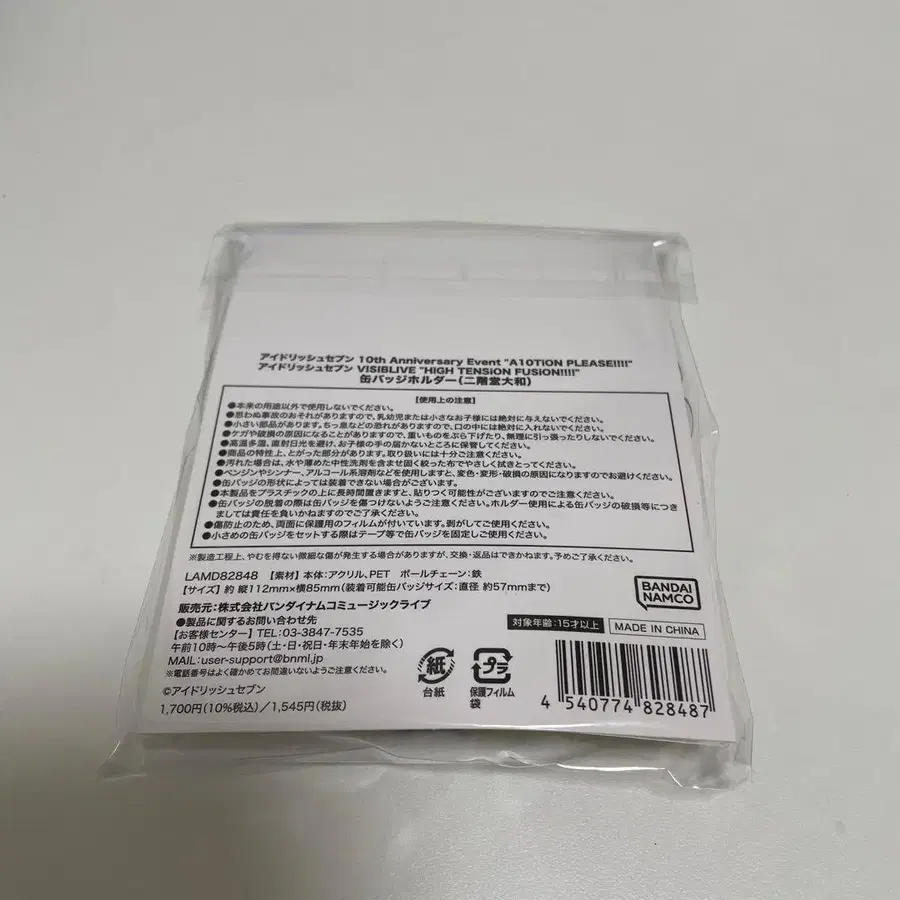 アイドリッシュセブン 10th Anniversary Event "A10TION PLEASE!!!!"
アイドリッシュセブン VISIBLIVE "HIGH TENSiON FUSION!!!!"
缶バッジホルダー(二階堂大和)
【使用上の注意】
●本来の用途以外で使用しないでください。
●思わぬ事故のおそれがありますので、乳幼児または小さなお子様には絶対に与えないでください。
●小さい部品があります。ちっ息などの恐れがありますので、口の中には絶対に入れないでください。
●ケガや破損の原因になることがありますので、重いものをぶら下げたり、無理に引っ張ったりしないでください。
●高温多湿、直射日光を避け、お子様の手の届かないところに保管してください。
●商品の特性上、とがった部分があります。取り扱いには十分ご注意ください。
●汚れた場合は、水や薄めた中性洗剤を含ませ固く絞った布でやさしく拭きとってください。
●ベンジンやシンナー、アルコール系溶剤などを使用しますと、変色・変形・破損の原因になりますのでお避けください。
●缶バッジの形状によっては装着できない場合がございます。
●本製品をプラスチックの上に長時間置きますと、貼りつく可能性がございますのでご注意ください。
●缶バッジの脱着の際は缶バッジを傷つけないようご注意ください。ホルダー使用による缶バッジの破損等につき
ましては責任を負いかねますのでご了承ください。
●傷防止のため、両面に保護用のフィルムが付いています。剥がしてご使用ください。
●小さめの缶バッジをセットする際はテープ等で缶バッジを固定しご使用ください。
※製造工程上、やむを得ない微細な傷が発生する場合がありますが、交換・返品はできかねます。予めご了承ください。
LAMD82848 【素材】本体:アクリル、PET ボールチェーン:鉄
【サイズ】約 縦112mm×横85mm(装着可能缶バッジサイズ:直径 約57mmまで)
販売元:株式会社バンダイナムコミュージックライブ
●製品に関するお問い合わせ先
【お客様センター】TEL:03-3847-7535
午前10時~午後5時(土・日・祝日・年末年始を除く)
MAIL:user-support@bnml.jp
※電話番号はよく確かめてお間違いないようご注意ください。
©アイドリッシュセブン
1,700円(10%税込)/1,545円(税抜)
BANDAI
NAMCO
対象年齢:15才以上
MADE IN CHINA
紙
台紙
プラ
保護フィルム
袋
4 540774 828487